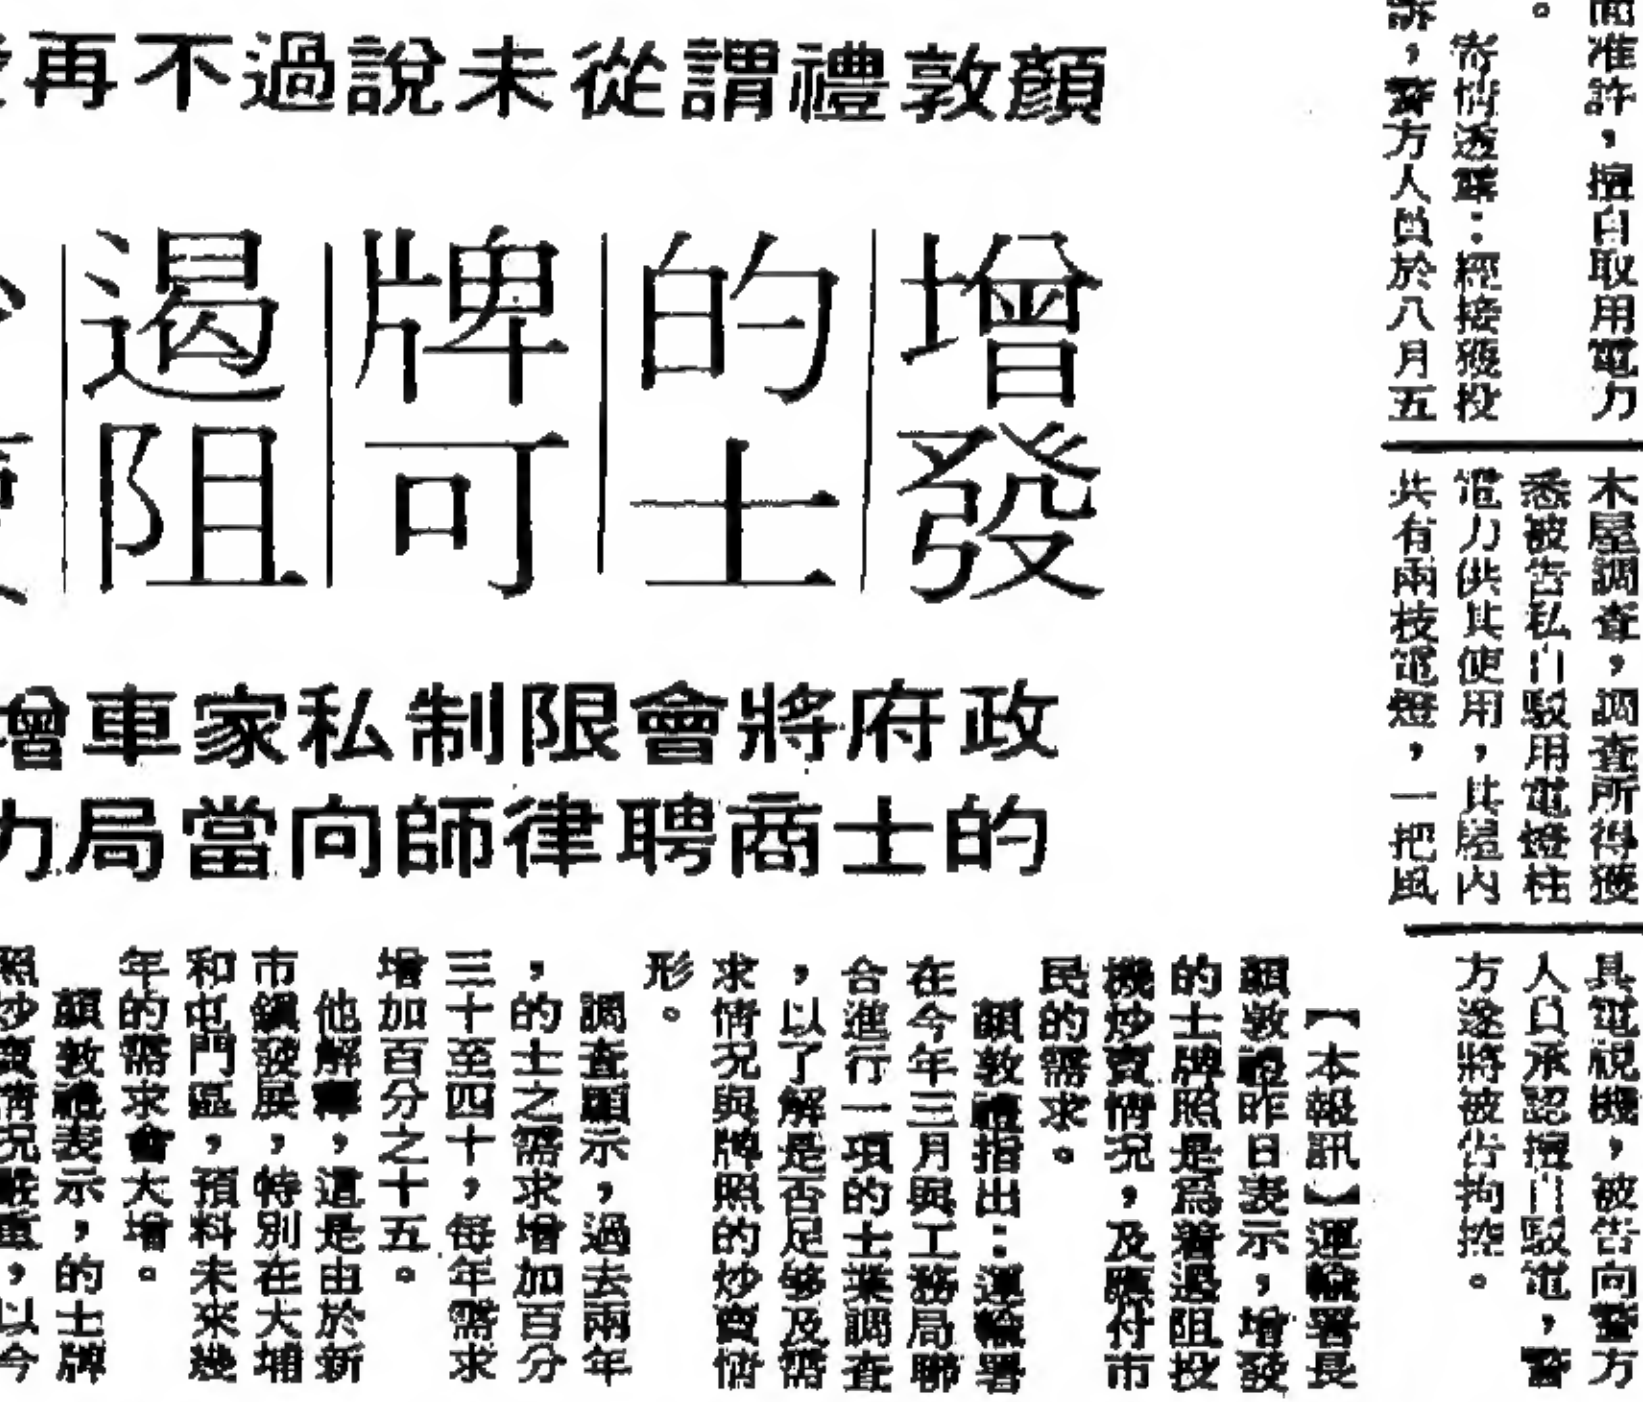 面准許，擅自取用電力
。
寄情透露：經接獲投
訴，警方人員於八月五
木屋調查，調查所得獲
悉被告私自駁用電燈柱
電力供其使用，其屋內
共有兩枝電燈，一把風
具電視機，被告向警方
人員承認擅自駁電，警
方遂將被告拘控。
顏敦禮謂從未說過不再
增發
的士
牌可
遏阻
政府將會限制私家車增
的士商聘律師向當局力
【本報訊】運輸署長
顏敦禮昨日表示，增發
的士牌照是為着遏阻投
機炒賣情況，及應付市
民的需求。
顏敦禮指出：運輸署
在今年三月與工務局聯
合進行一項的士業調查
，以了解是否足够及需
求情況與牌照的炒賣情
形。
調查顯示，過去兩年
，的士之需求增加百分
三十至四十，每年需求
增加百分之十五。
他解釋，這是由於新
市鎮發展，特別在大埔
和屯門區，預料未來幾
年的需求會大增。
顏敦禮表示，的士牌
照炒賣情況嚴重，以今